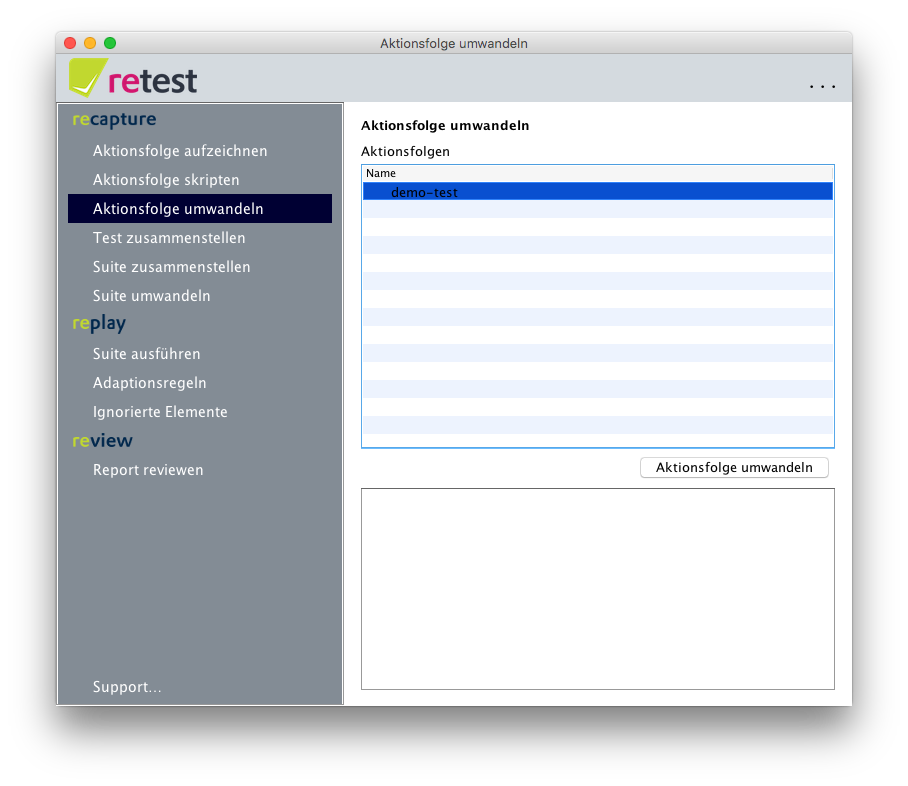 Aktionsfolge umwandeln
retest
...
recapture
Aktionsfolge aufzeichnen
Aktionsfolge skripten
Aktionsfolge umwandeln
Test zusammenstellen
Suite zusammenstellen
Suite umwandeln
replay
Suite ausführen
Adaptionsregeln
Ignorierte Elemente
review
Report reviewen
Support...
Aktionsfolge umwandeln
Aktionsfolgen
Name
demo-test
Aktionsfolge umwandeln